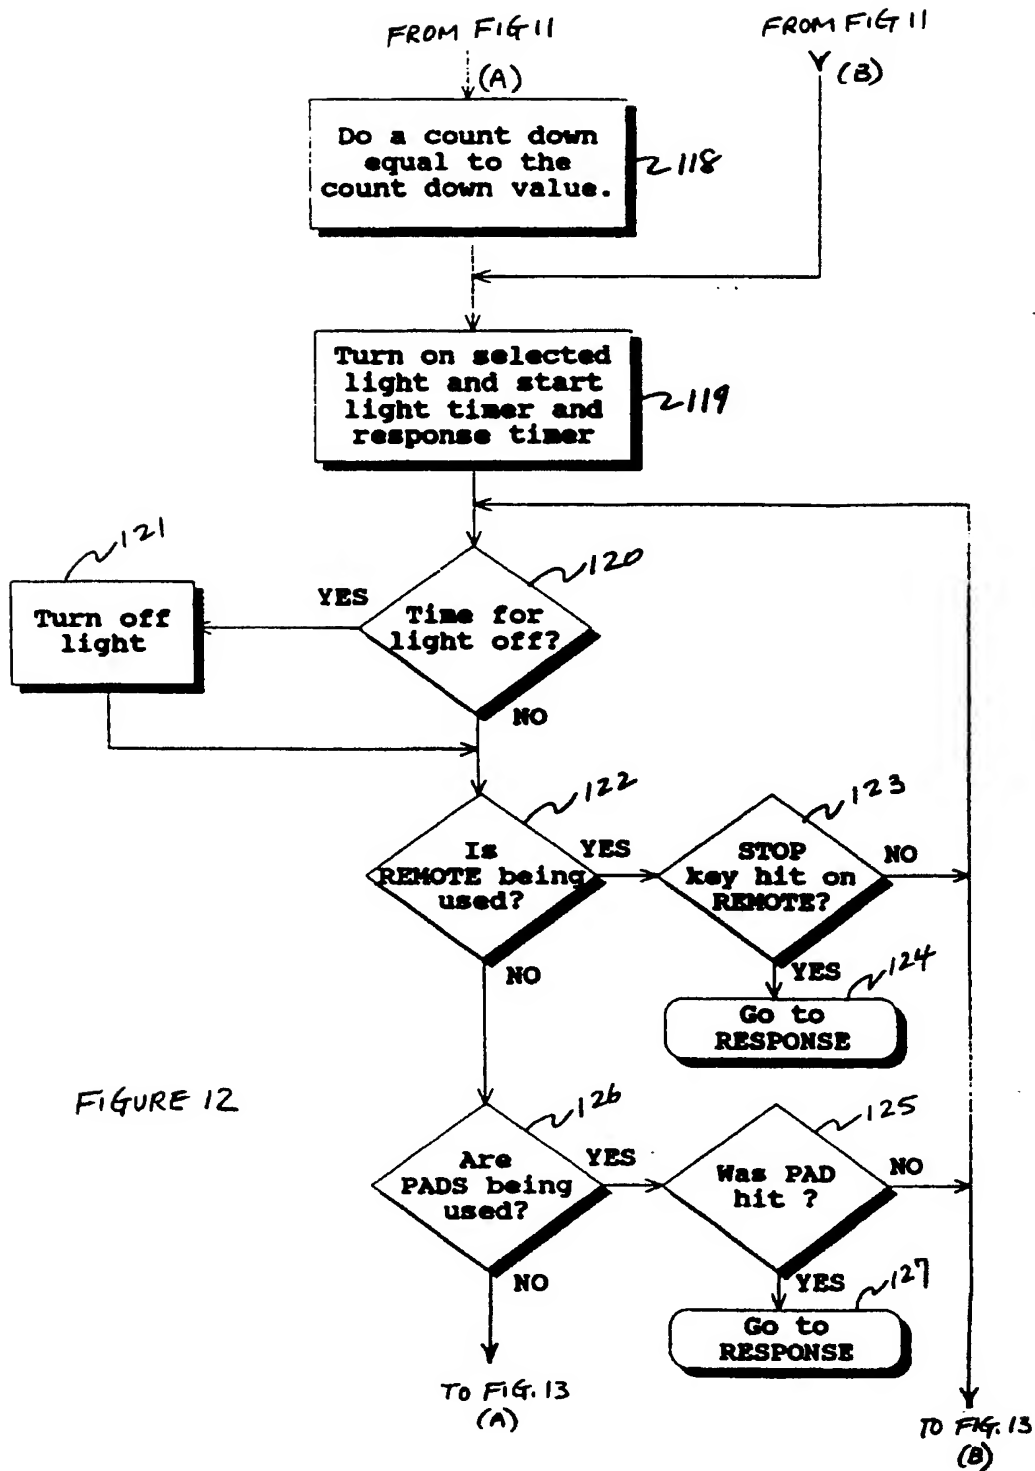 FROM FIG 11
FROM FIG 11
(A)
(B)
Do a count down
equal to the
count down value.
118
Turn on selected
light and start
light timer and
response timer
119
121
120
Turn off
light
YES
Time for
light off?
NO
122
123
Is
REMOTE being
used?
YES
STOP
key hit on
REMOTE?
NO
NO
YES
124
Go to
RESPONSE
FIGURE 12
126
125
Are
PADS being
used?
YES
Was PAD
hit ?
NO
NO
YES
127
Go to
RESPONSE
TO FIG. 13
(A)
TO FIG. 13
(B)